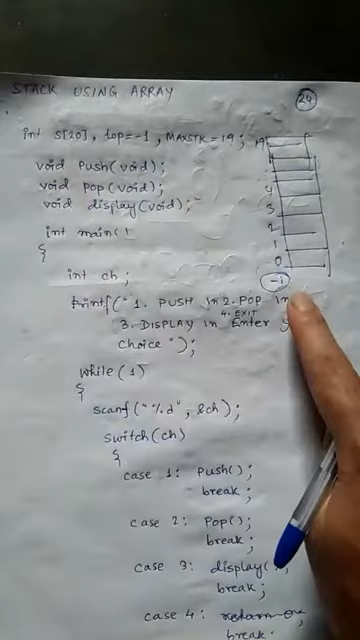 STACK USING ARRAY
24
int S[20], top=-1, MAXSTK=19;
19
void Push(void);
void pop(void);
void display(void);
4
3
2
1
0
-1
int main()
{
int ch;
printf("1. PUSH \n 2. POP \n
4. EXIT
3. DISPLAY \n Enter
choice");
while(1)
{
scanf("%d", &ch);
switch(ch)
{
case 1: Push();
break;
case 2: Pop();
break;
case 3: display(
break;
case 4:
break;